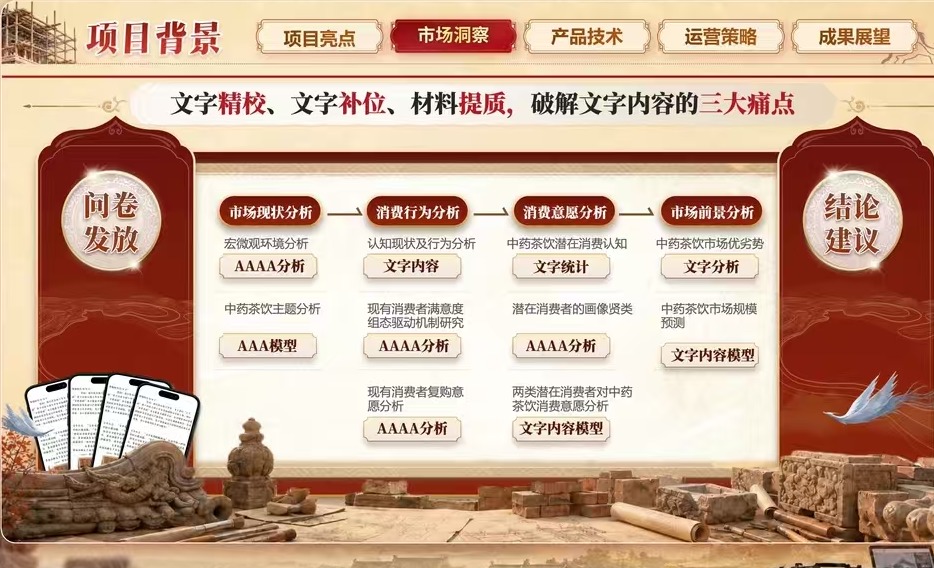 项目背景
项目亮点
市场洞察
产品技术
运营策略
成果展望
文字精校、文字补位、材料提质，破解文字内容的三大痛点
问卷
发放
市场现状分析
宏微观环境分析
AAAA分析
中药茶饮主题分析
AAA模型
消费行为分析
认知现状及行为分析
文字内容
现有消费者满意度
组态驱动机制研究
AAAA分析
现有消费者复购意
愿分析
AAAA分析
消费意愿分析
中药茶饮潜在消费认知
文字统计
潜在消费者的画像贤类
AAAA分析
两类潜在消费者对中药
茶饮消费意愿分析
文字内容模型
市场前景分析
中药茶饮市场优劣势
文字分析
中药茶饮市场规模
预测
文字内容模型
结论
建议